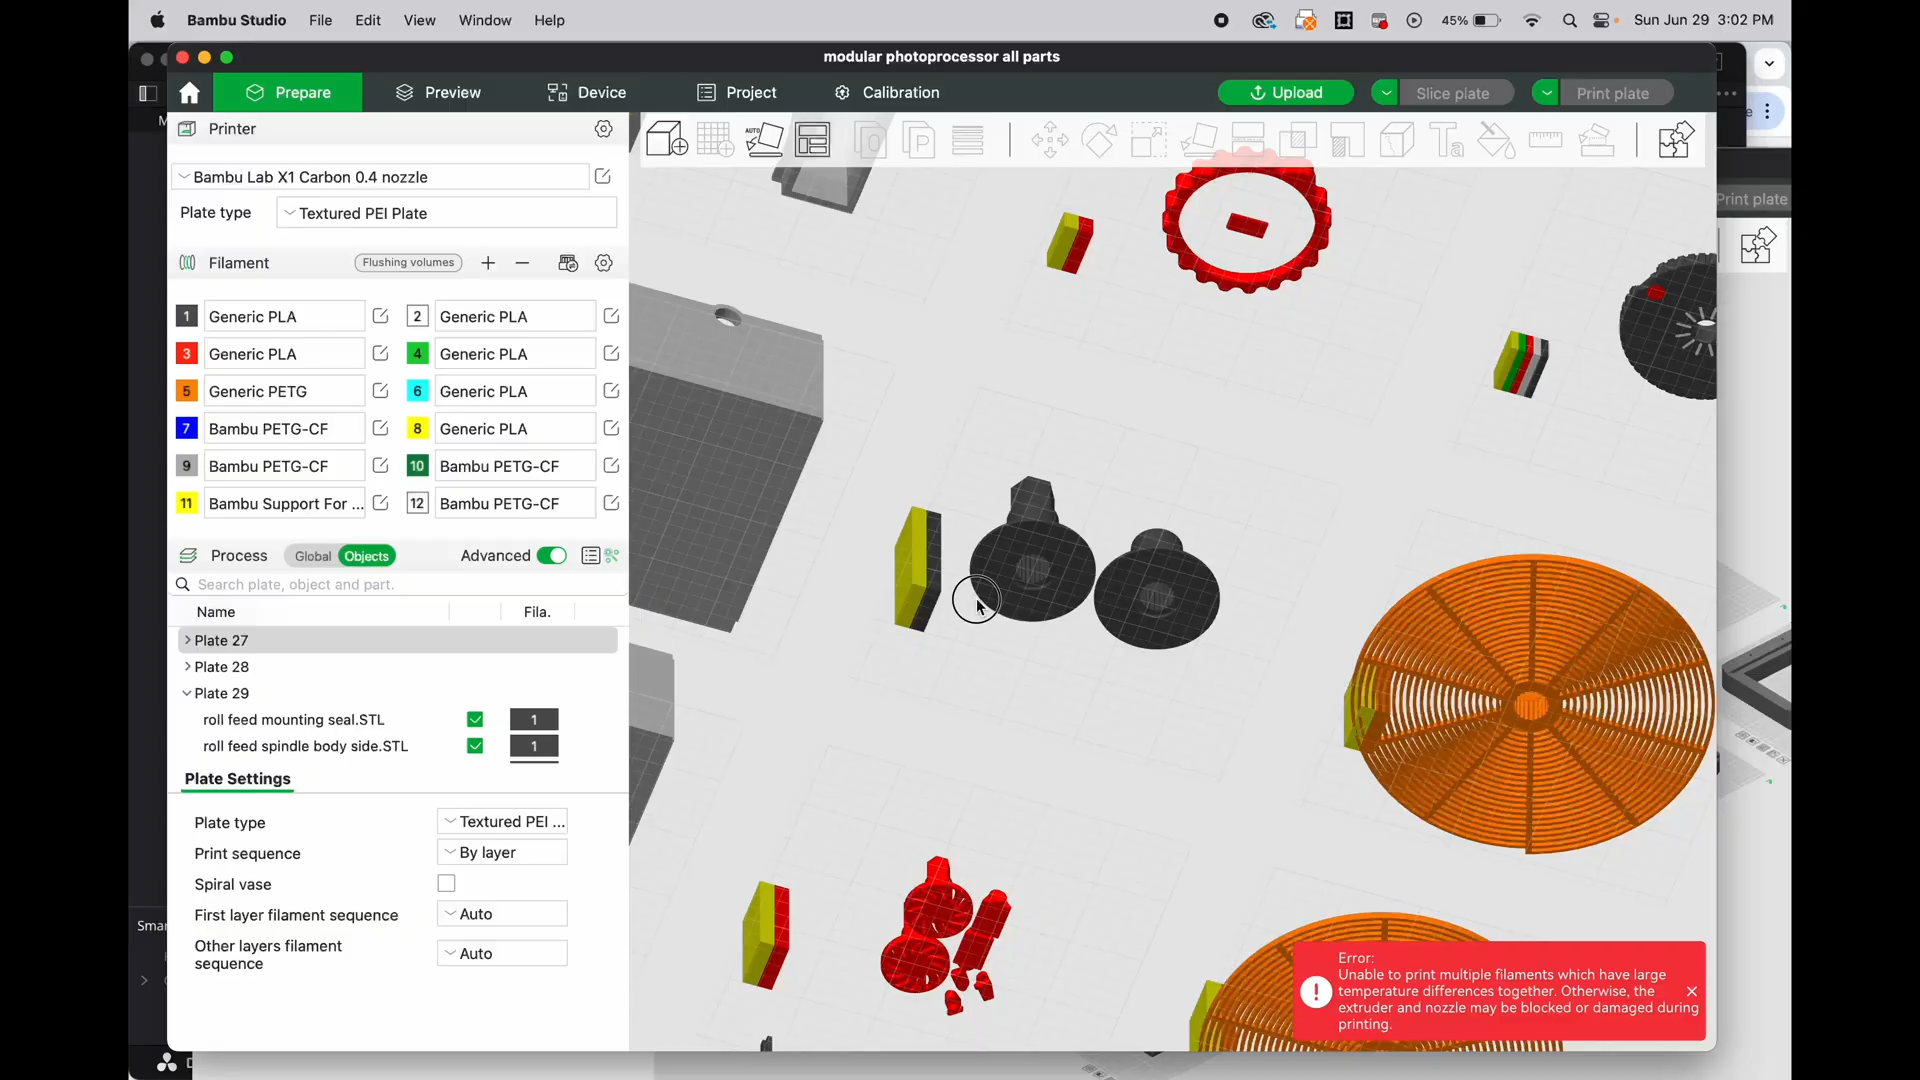 Bambu Studio File Edit View Window Help
45% Sun Jun 29 3:02 PM
modular photoprocessor all parts
Prepare Preview Device Project Calibration Upload Slice plate Print plate
Printer
AUTO
Bambu Lab X1 Carbon 0.4 nozzle
Plate type Textured PEI Plate
Print plate
Filament Flushing volumes
1 Generic PLA 2 Generic PLA
3 Generic PLA 4 Generic PLA
5 Generic PETG 6 Generic PLA
7 Bambu PETG-CF 8 Generic PLA
9 Bambu PETG-CF 10 Bambu PETG-CF
11 Bambu Support For ... 12 Bambu PETG-CF
Process Global Objects Advanced
Search plate, object and part.
Name Fila.
Plate 27
Plate 28
Plate 29
roll feed mounting seal.STL 1
roll feed spindle body side.STL 1
Plate Settings
Plate type Textured PEI ...
Print sequence By layer
Spiral vase
First layer filament sequence Auto
Other layers filament
sequence Auto
Smar
Error:
Unable to print multiple filaments which have large
temperature differences together. Otherwise, the
extruder and nozzle may be blocked or damaged during
printing.